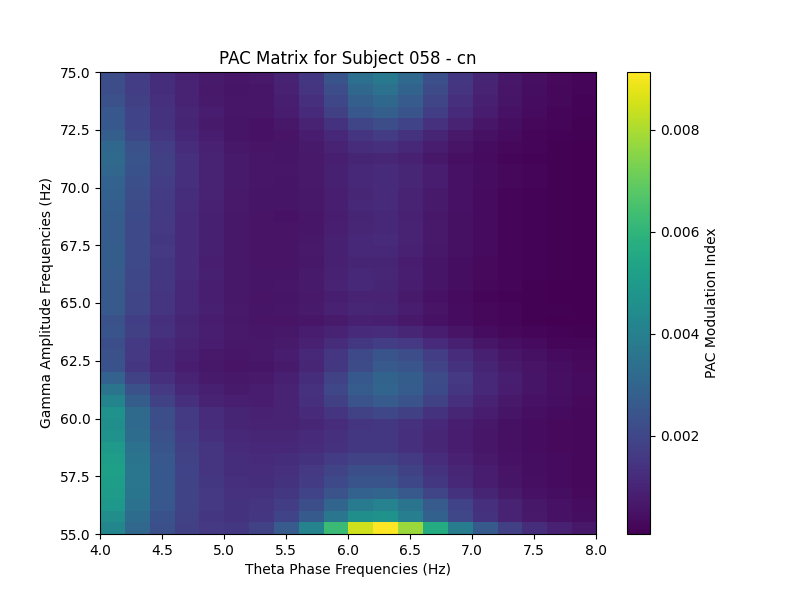 PAC Matrix for Subject 058 - cn
75.0
72.5
70.0
67.5
65.0
62.5
60.0
57.5
55.0
Gamma Amplitude Frequencies (Hz)
4.0 4.5 5.0 5.5 6.0 6.5 7.0 7.5 8.0
Theta Phase Frequencies (Hz)
0.008
0.006
0.004
0.002
PAC Modulation Index